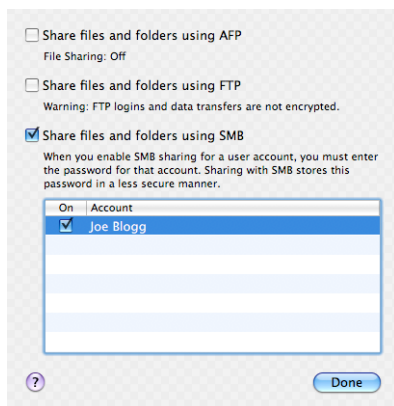 Share files and folders using AFP
File Sharing: Off
Share files and folders using FTP
Warning: FTP logins and data transfers are not encrypted.
Share files and folders using SMB
When you enable SMB sharing for a user account, you must enter
the password for that account. Sharing with SMB stores this
password in a less secure manner.
On Account
Joe Blogg
? Done